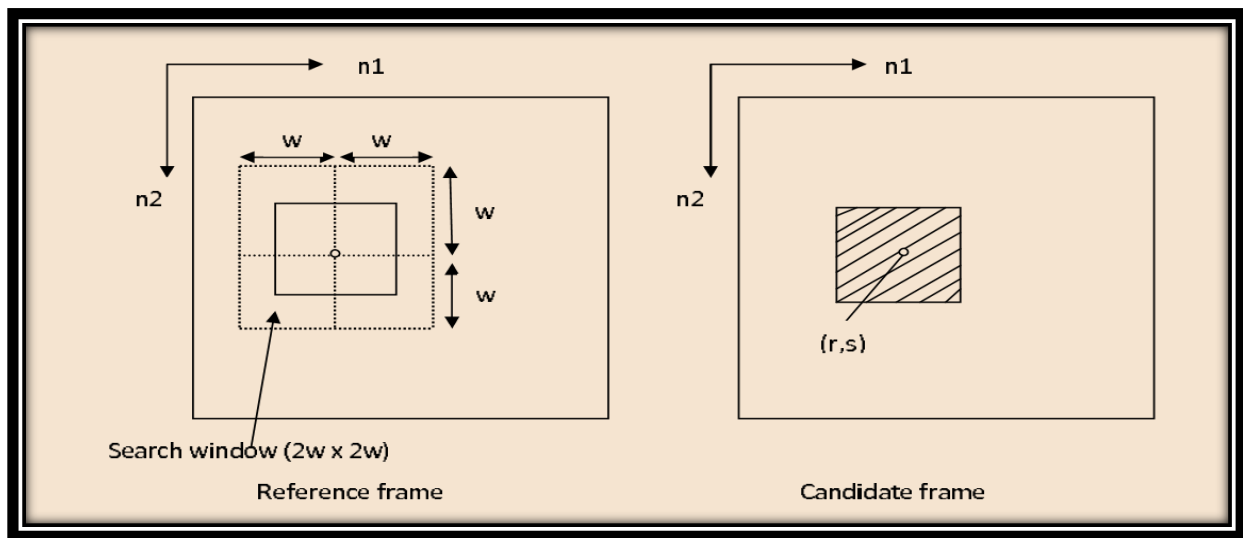 n1
w w
n2
w
w
Search window (2w x 2w)
Reference frame
n1
n2
(r,s)
Candidate frame